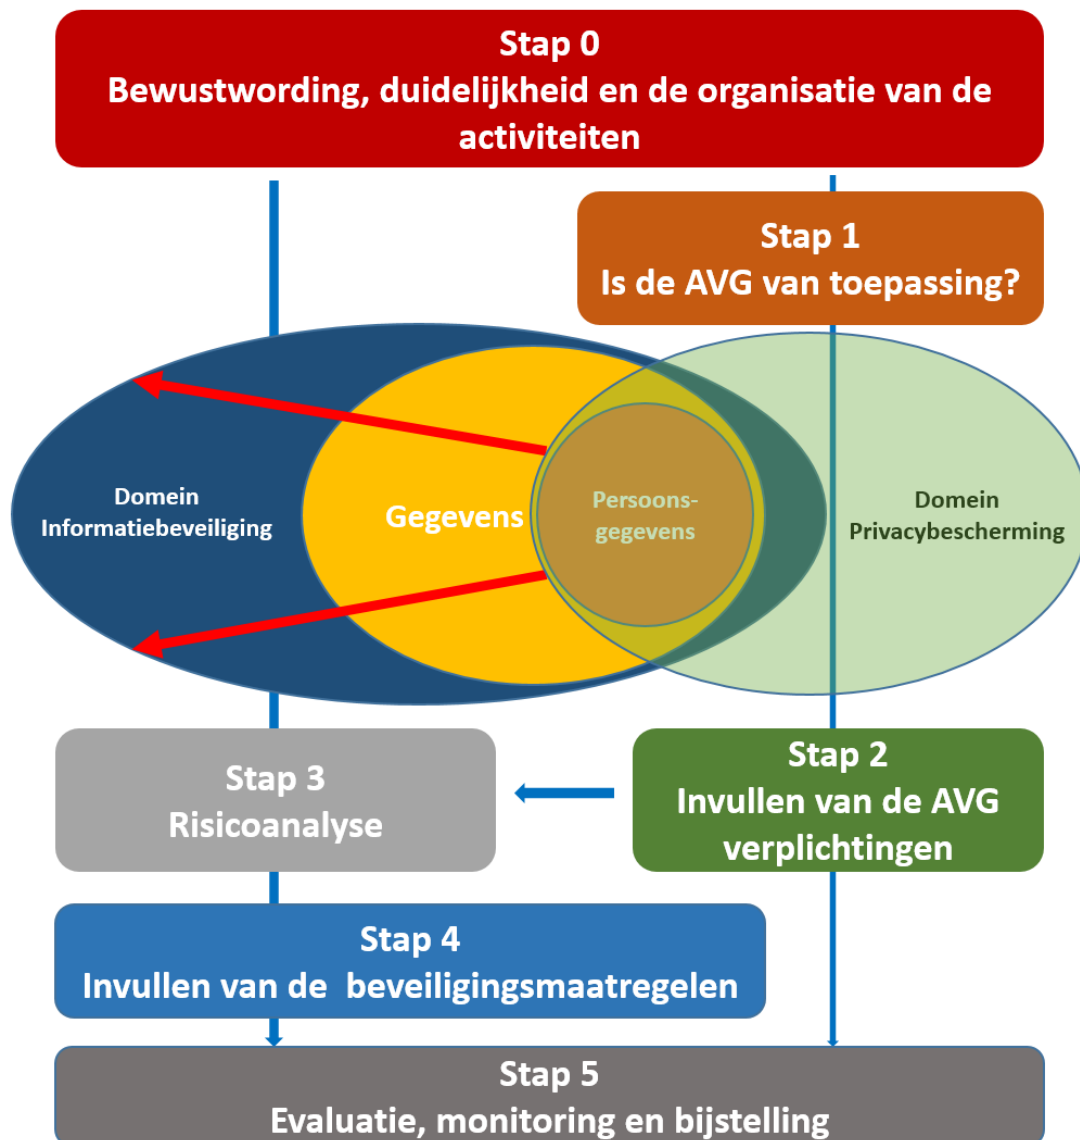 Stap 0
Bewustwording, duidelijkheid en de organisatie van de
activiteiten
Stap 1
Is de AVG van toepassing?
Domein
Informatiebeveiliging
Gegevens
Persoons-
gegevens
Domein
Privacybescherming
Stap 2
Invullen van de AVG
verplichtingen
Stap 3
Risicoanalyse
Stap 4
Invullen van de  beveiligingsmaatregelen
Stap 5
Evaluatie, monitoring en bijstelling